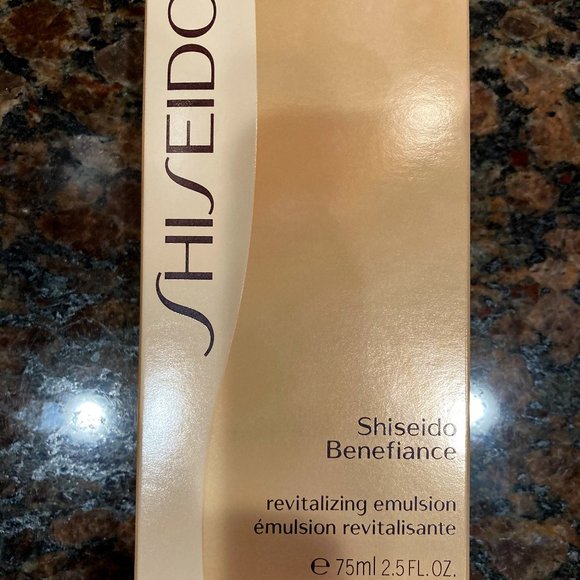 SHISEIDO
Shiseido
Benefiance
revitalizing emulsion
émulsion revitalisante
℮ 75ml 2.5 FL.OZ.